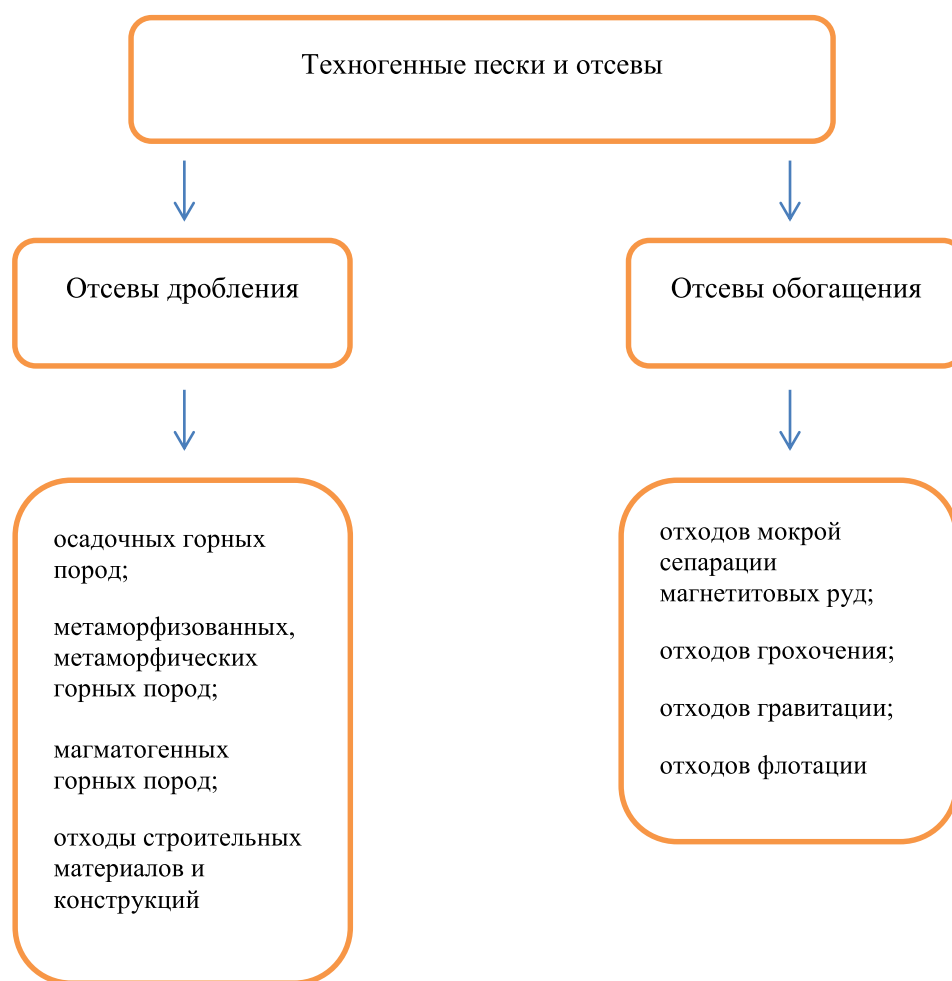 Техногенные пески и отсевы
Отсевы дробления
Отсевы обогащения
осадочных горных
пород;
метаморфизованных,
метаморфических
горных пород;
магматогенных
горных пород;
отходы строительных
материалов и
конструкций
отходов мокрой
сепарации
магнетитовых руд;
отходов грохочения;
отходов гравитации;
отходов флотации